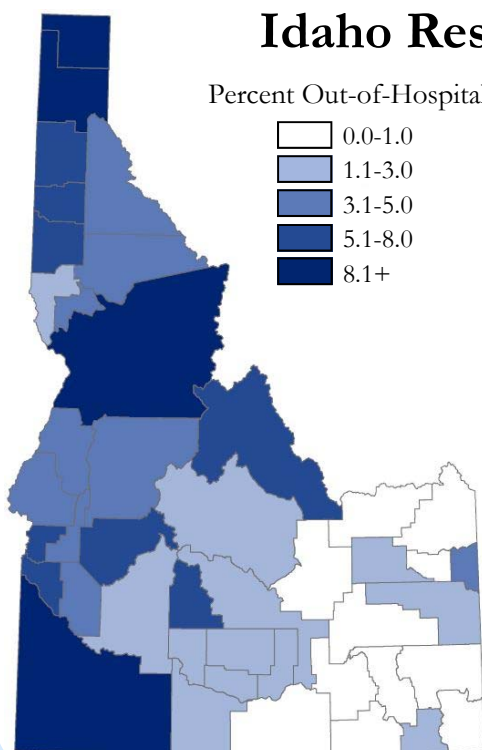 Idaho Res
Percent Out-of-Hospital
0.0-1.0
1.1-3.0
3.1-5.0
5.1-8.0
8.1+